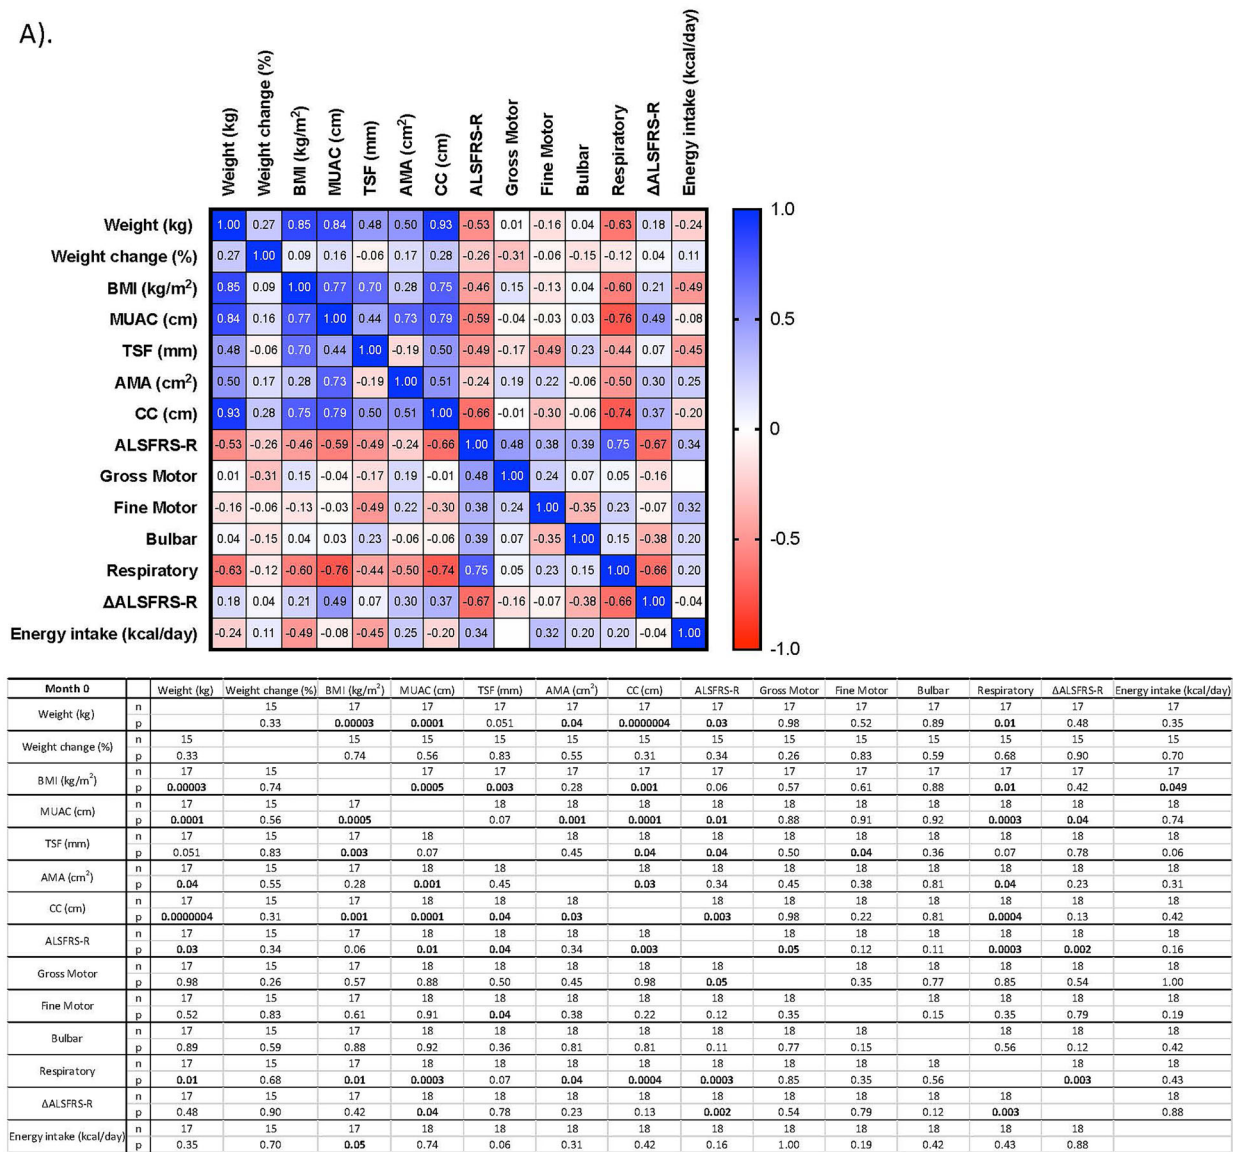 A).
Weight (kg) Weight change (%) BMI (kg/m²) MUAC (cm) TSF (mm) AMA (cm²) CC (cm) ALSFRS-R Gross Motor Fine Motor Bulbar Respiratory ΔALSFRS-R Energy intake (kcal/day)
Weight (kg) 1.00 0.27 0.85 0.84 0.48 0.50 0.93 -0.53 0.01 -0.16 0.04 -0.63 0.18 -0.24
Weight change (%) 0.27 1.00 0.09 0.16 -0.06 0.17 0.28 -0.26 -0.31 -0.06 -0.15 -0.12 0.04 0.11
BMI (kg/m²) 0.85 0.09 1.00 0.77 0.70 0.28 0.75 -0.46 0.15 -0.13 0.04 -0.60 0.21 -0.49
MUAC (cm) 0.84 0.16 0.77 1.00 0.44 0.73 0.79 -0.59 -0.04 -0.03 0.03 -0.76 0.49 -0.08
TSF (mm) 0.48 -0.06 0.70 0.44 1.00 -0.19 0.50 -0.49 -0.17 -0.49 0.23 -0.44 0.07 -0.45
AMA (cm²) 0.50 0.17 0.28 0.73 -0.19 1.00 0.51 -0.24 0.19 0.22 -0.06 -0.50 0.30 0.25
CC (cm) 0.93 0.28 0.75 0.79 0.50 0.51 1.00 -0.66 -0.01 -0.30 -0.06 -0.74 0.37 -0.20
ALSFRS-R -0.53 -0.26 -0.46 -0.59 -0.49 -0.24 -0.66 1.00 0.48 0.38 0.39 0.75 -0.67 0.34
Gross Motor 0.01 -0.31 0.15 -0.04 -0.17 0.19 -0.01 0.48 1.00 0.24 0.07 0.05 -0.16
Fine Motor -0.16 -0.06 -0.13 -0.03 -0.49 0.22 -0.30 0.38 0.24 1.00 -0.35 0.23 -0.07 0.32
Bulbar 0.04 -0.15 0.04 0.03 0.23 -0.06 -0.06 0.39 0.07 -0.35 1.00 0.15 -0.38 0.20
Respiratory -0.63 -0.12 -0.60 -0.76 -0.44 -0.50 -0.74 0.75 0.05 0.23 0.15 1.00 -0.66 0.20
ΔALSFRS-R 0.18 0.04 0.21 0.49 0.07 0.30 0.37 -0.67 -0.16 -0.07 -0.38 -0.66 1.00 -0.04
Energy intake (kcal/day) -0.24 0.11 -0.49 -0.08 -0.45 0.25 -0.20 0.34 0.32 0.20 0.20 -0.04 1.00
1.0
0.5
0
-0.5
-1.0
Month 0 Weight (kg) Weight change (%) BMI (kg/m²) MUAC (cm) TSF (mm) AMA (cm²) CC (cm) ALSFRS-R Gross Motor Fine Motor Bulbar Respiratory ΔALSFRS-R Energy intake (kcal/day)
Weight (kg)
n 15 17 17 17 17 17 17 17 17 17 17 17 17
p 0.33 0.00003 0.0001 0.051 0.04 0.0000004 0.03 0.98 0.52 0.89 0.01 0.48 0.35
Weight change (%)
n 15 15 15 15 15 15 15 15 15 15 15 15 15
p 0.33 0.74 0.56 0.83 0.55 0.31 0.34 0.26 0.83 0.59 0.68 0.90 0.70
BMI (kg/m²)
n 17 15 17 17 17 17 17 17 17 17 17 17 17
p 0.00003 0.74 0.0005 0.003 0.28 0.001 0.06 0.57 0.61 0.88 0.01 0.42 0.049
MUAC (cm)
n 17 15 17 18 18 18 18 18 18 18 18 18 18
p 0.0001 0.56 0.0005 0.07 0.001 0.0001 0.01 0.88 0.91 0.92 0.0003 0.04 0.74
TSF (mm)
n 17 15 17 18 18 18 18 18 18 18 18 18 18
p 0.051 0.83 0.003 0.07 0.45 0.04 0.04 0.50 0.04 0.36 0.07 0.78 0.06
AMA (cm²)
n 17 15 17 18 18 18 18 18 18 18 18 18 18
p 0.04 0.55 0.28 0.001 0.45 0.03 0.34 0.45 0.38 0.81 0.04 0.23 0.31
CC (cm)
n 17 15 17 18 18 18 18 18 18 18 18 18 18
p 0.0000004 0.31 0.001 0.0001 0.04 0.03 0.003 0.98 0.22 0.81 0.0004 0.13 0.42
ALSFRS-R
n 17 15 17 18 18 18 18 18 18 18 18 18 18
p 0.03 0.34 0.06 0.01 0.04 0.34 0.003 0.05 0.12 0.11 0.0003 0.002 0.16
Gross Motor
n 17 15 17 18 18 18 18 18 18 18 18 18 18
p 0.98 0.26 0.57 0.88 0.50 0.45 0.98 0.05 0.35 0.77 0.85 0.54 1.00
Fine Motor
n 17 15 17 18 18 18 18 18 18 18 18 18 18
p 0.52 0.83 0.61 0.91 0.04 0.38 0.22 0.12 0.35 0.15 0.35 0.79 0.19
Bulbar
n 17 15 17 18 18 18 18 18 18 18 18 18 18
p 0.89 0.59 0.88 0.92 0.36 0.81 0.81 0.11 0.77 0.15 0.56 0.12 0.42
Respiratory
n 17 15 17 18 18 18 18 18 18 18 18 18 18
p 0.01 0.68 0.01 0.0003 0.07 0.04 0.0004 0.0003 0.85 0.35 0.56 0.003 0.43
ΔALSFRS-R
n 17 15 17 18 18 18 18 18 18 18 18 18 18
p 0.48 0.90 0.42 0.04 0.78 0.23 0.13 0.002 0.54 0.79 0.12 0.003 0.88
Energy intake (kcal/day)
n 17 15 17 18 18 18 18 18 18 18 18 18 18
p 0.35 0.70 0.05 0.74 0.06 0.31 0.42 0.16 1.00 0.19 0.42 0.43 0.88